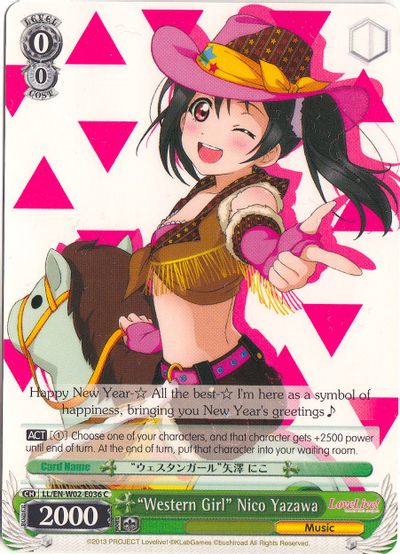 LEVEL
0
0
COST
Happy New Year-☆ All the best-☆ I'm here as a symbol of
happiness, bringing you New Year's greetings♪
ACT [①] Choose one of your characters, and that character gets +2500 power
until end of turn. At the end of turn, put that character into your waiting room.
Card Name "ウェスタンガール" 矢澤 にこ
CH LL/EN-W02-E036 C
POWER 2000
"Western Girl" Nico Yazawa
LoveLive!
Music
©2013 PROJECT Lovelive! ©KLabGames ©bushiroad All Rights Reserved.